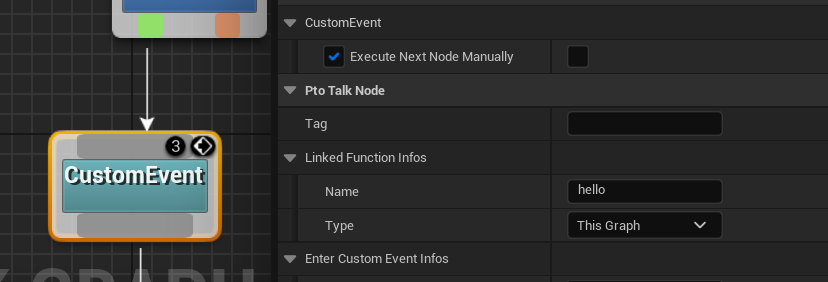 CustomEvent
Execute Next Node Manually
Pto Talk Node
Tag
Linked Function Infos
Name hello
Type This Graph
Enter Custom Event Infos
3
CustomEvent